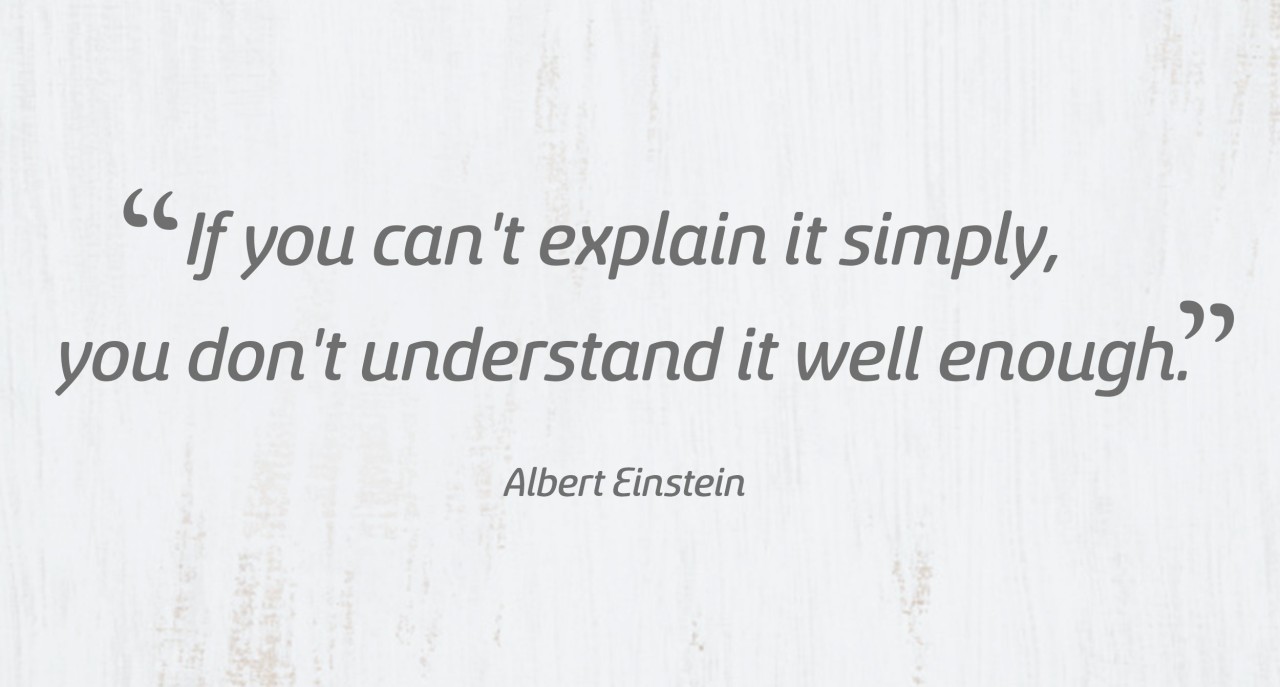 “If you can't explain it simply,
you don't understand it well enough.”
Albert Einstein